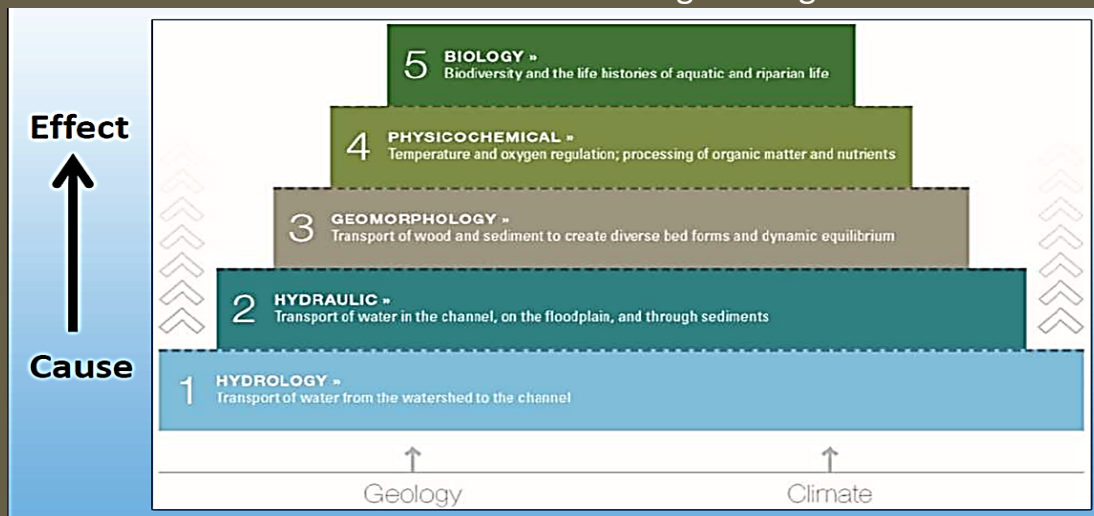 5 BIOLOGY »
Biodiversity and the life histories of aquatic and riparian life
Effect
4 PHYSICOCHEMICAL »
Temperature and oxygen regulation; processing of organic matter and nutrients
3 GEOMORPHOLOGY »
Transport of wood and sediment to create diverse bed forms and dynamic equilibrium
2 HYDRAULIC »
Transport of water in the channel, on the floodplain, and through sediments
Cause
1 HYDROLOGY »
Transport of water from the watershed to the channel
Geology
Climate